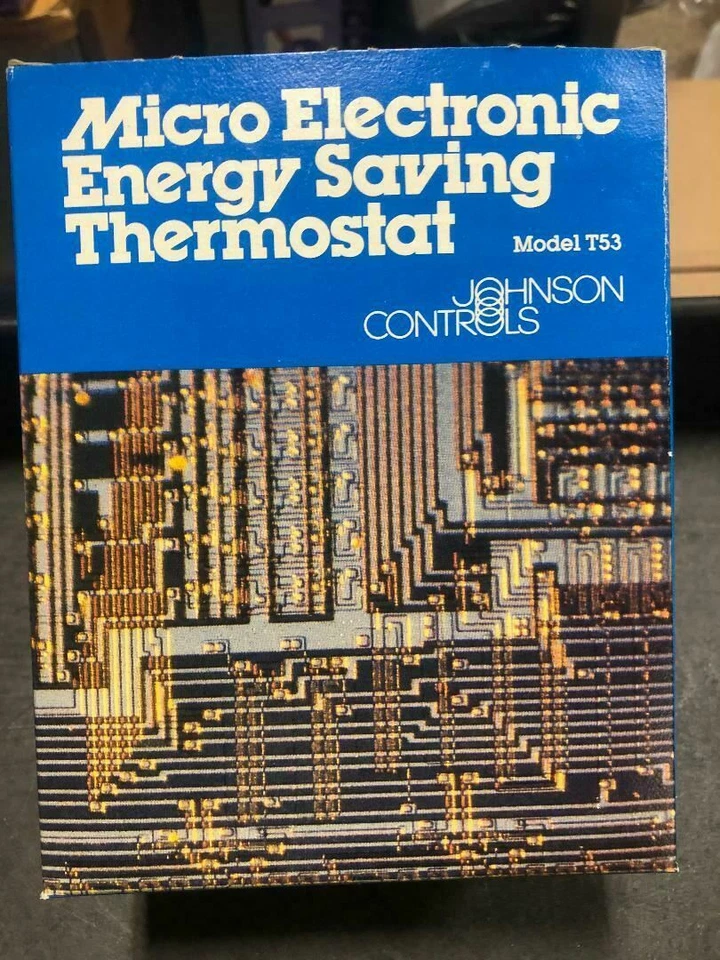 Micro Electronic
Energy Saving
Thermostat
Model T53
JOHNSON
CONTROLS